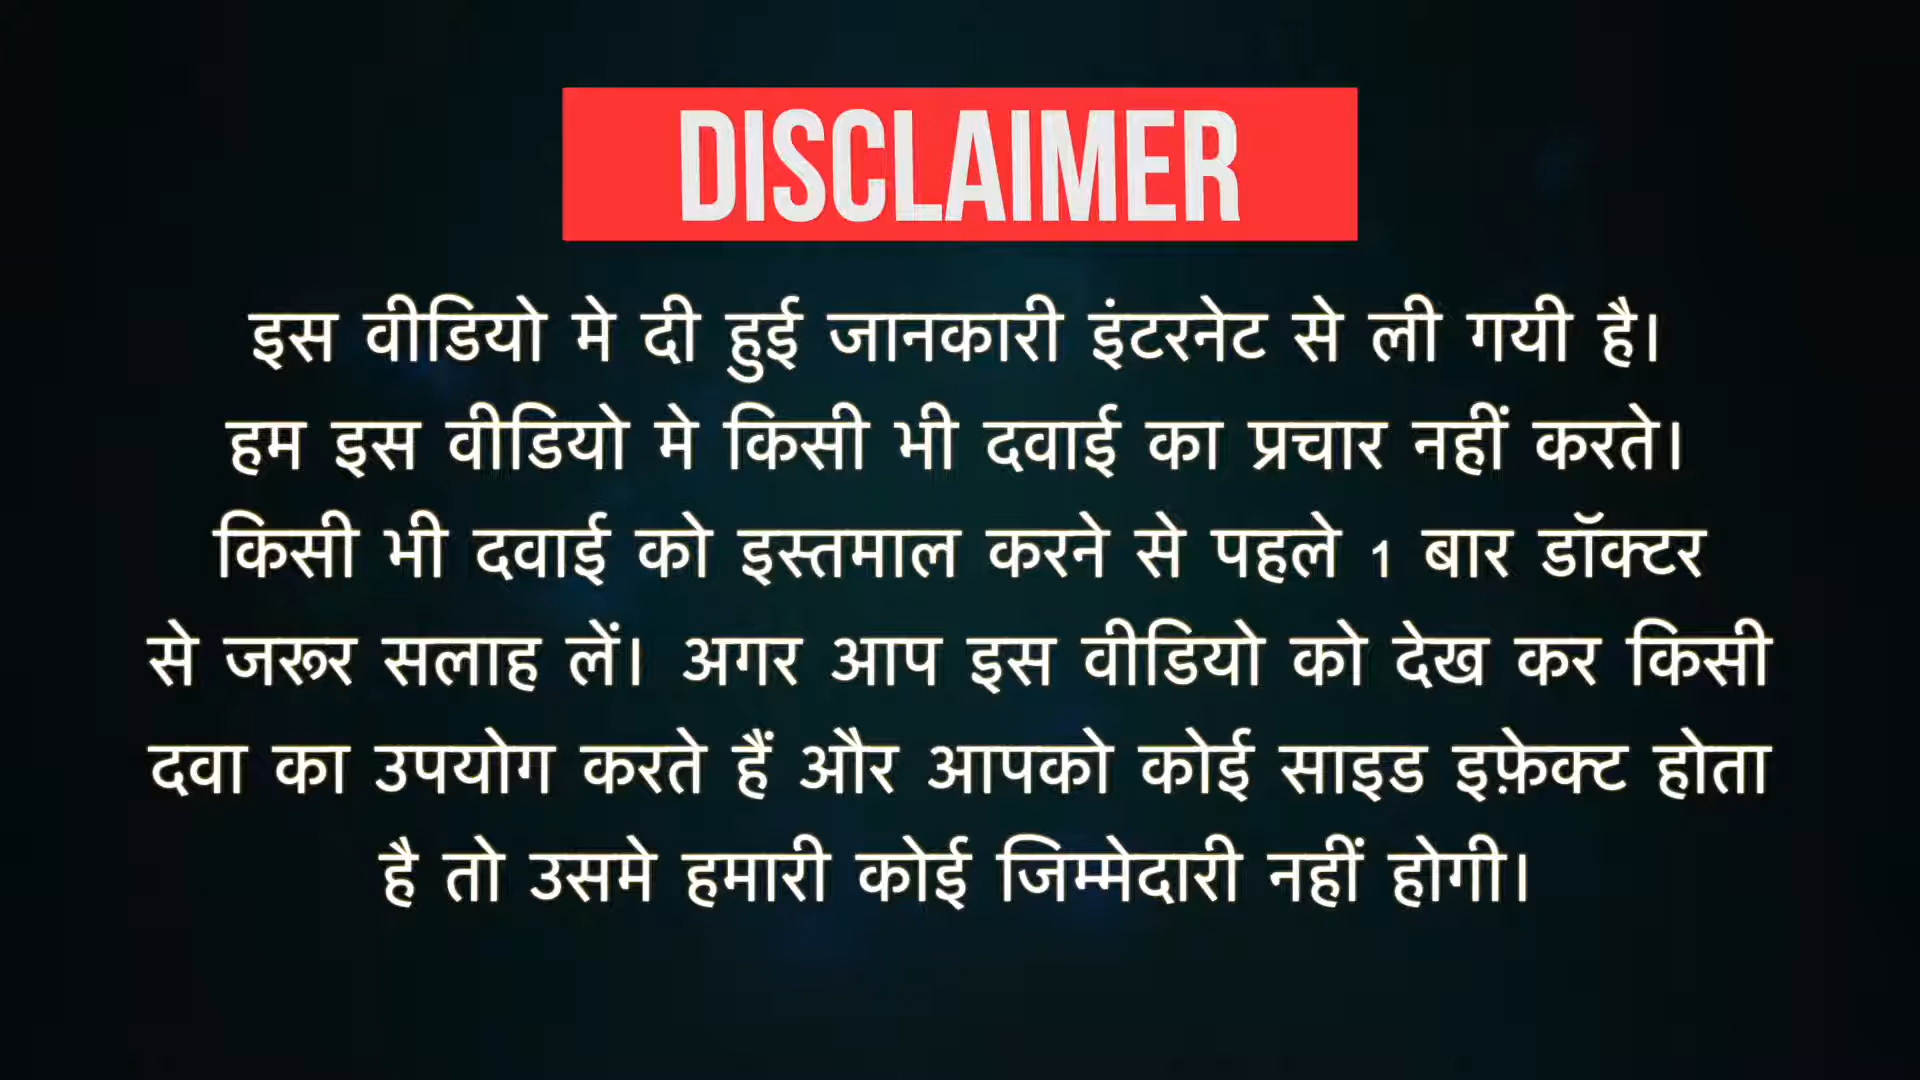 DISCLAIMER
इस वीडियो मे दी हुई जानकारी इंटरनेट से ली गयी है।
हम इस वीडियो मे किसी भी दवाई का प्रचार नहीं करते।
किसी भी दवाई को इस्तमाल करने से पहले 1 बार डॉक्टर
से जरूर सलाह लें। अगर आप इस वीडियो को देख कर किसी
दवा का उपयोग करते हैं और आपको कोई साइड इफ़ेक्ट होता
है तो उसमे हमारी कोई जिम्मेदारी नहीं होगी।